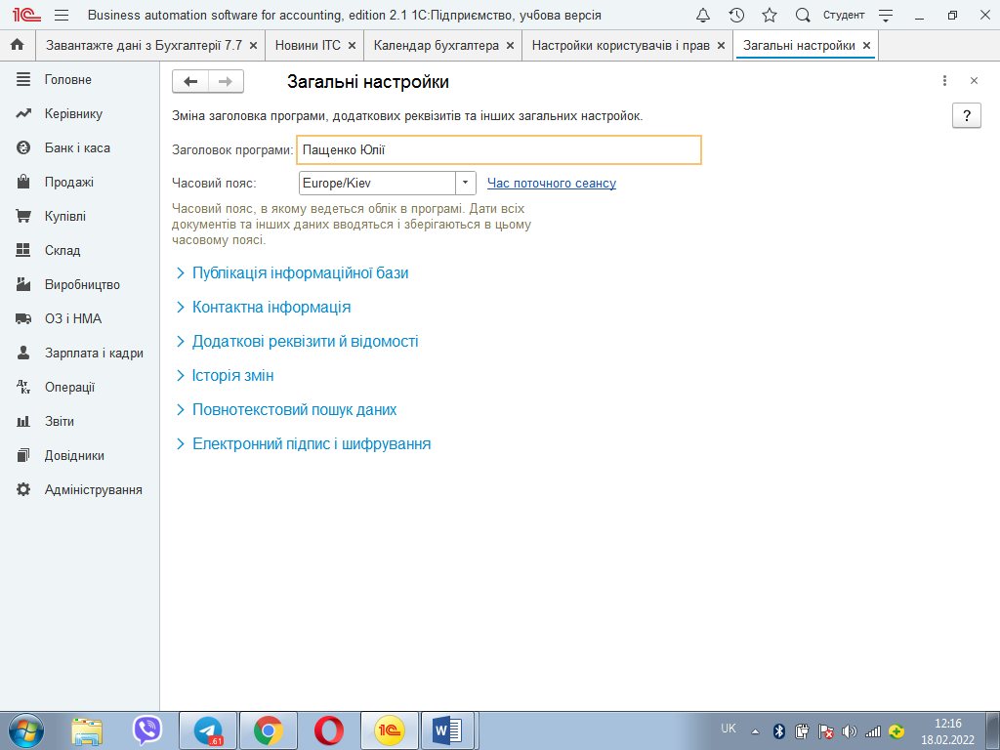 1С Business automation software for accounting, edition 2.1 1С:Підприємство, учбова версія Студент
Завантажте дані з Бухгалтерії 7.7 Новини ІТС Календар бухгалтера Настройки користувачів і прав Загальні настройки
Головне
Керівнику
Банк і каса
Продажі
Купівлі
Склад
Виробництво
ОЗ і НМА
Зарплата і кадри
Дт Кт Операції
Звіти
Довідники
Адміністрування
Загальні настройки
Зміна заголовка програми, додаткових реквізитів та інших загальних настройок.
?
Заголовок програми: Пащенко Юлії
Часовий пояс: Europe/Kiev Час поточного сеансу
Часовий пояс, в якому ведеться облік в програмі. Дати всіх
документів та інших даних вводяться і зберігаються в цьому
часовому поясі.
Публікація інформаційної бази
Контактна інформація
Додаткові реквізити й відомості
Історія змін
Повнотекстовий пошук даних
Електронний підпис і шифрування
.61 1С W UK 12:16
18.02.2022